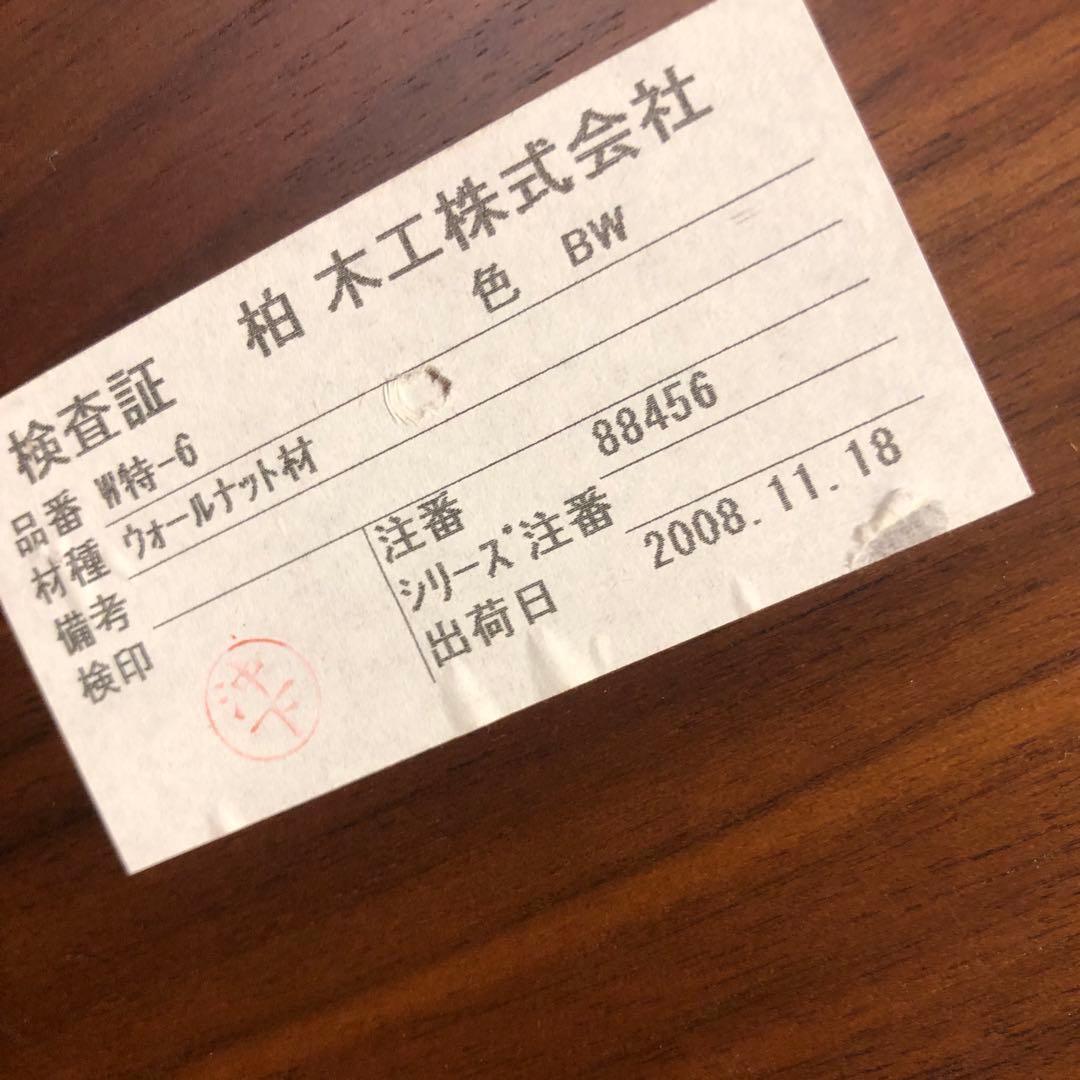 検査証 柏木工株式会社
品番 W特-6 色 BW
材種 ウォールナット材
備考 注番 88456
検印 シリーズ注番
出荷日 2008.11.18